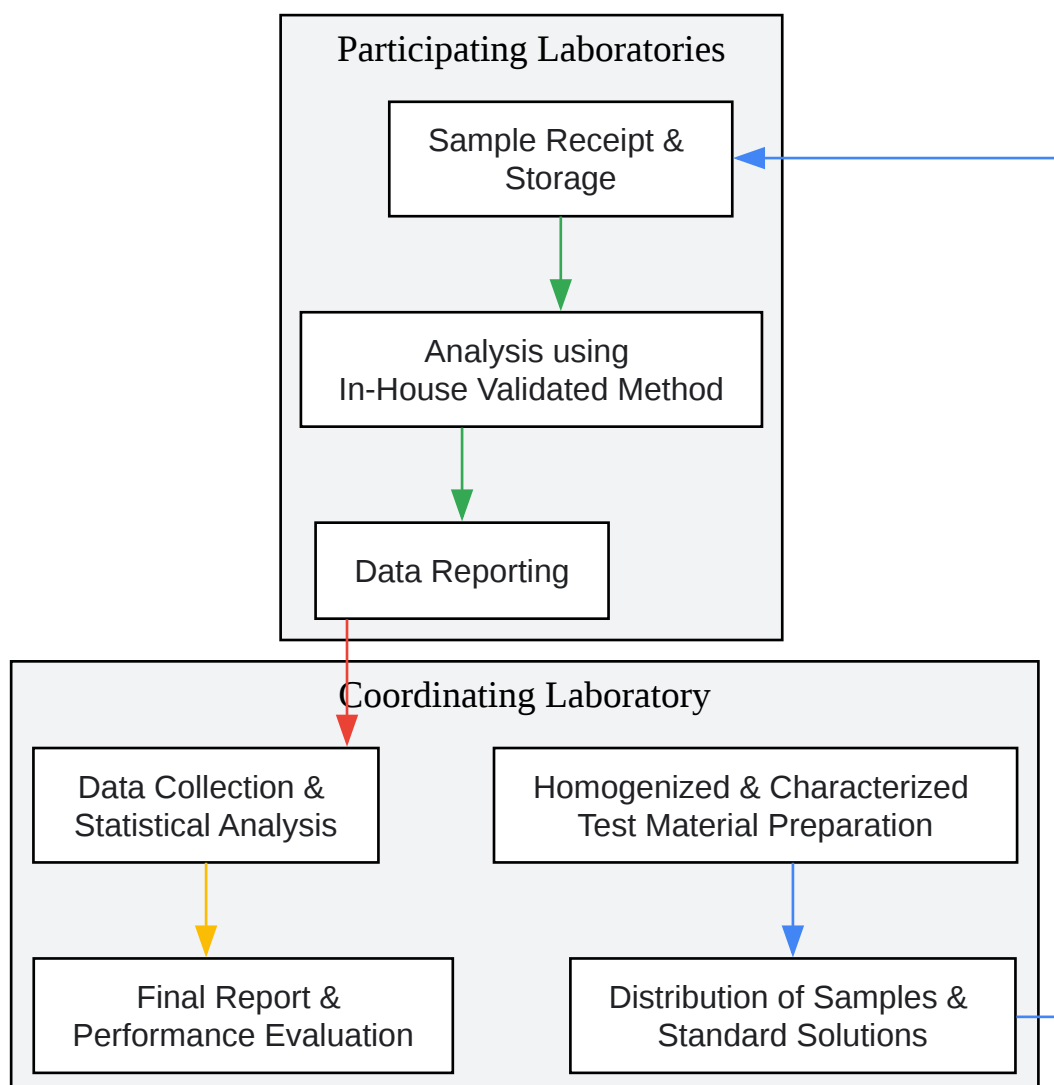 Participating Laboratories
Sample Receipt &
Storage
Analysis using
In-House Validated Method
Data Reporting
Coordinating Laboratory
Data Collection &
Statistical Analysis
Homogenized & Characterized
Test Material Preparation
Final Report &
Performance Evaluation
Distribution of Samples &
Standard Solutions